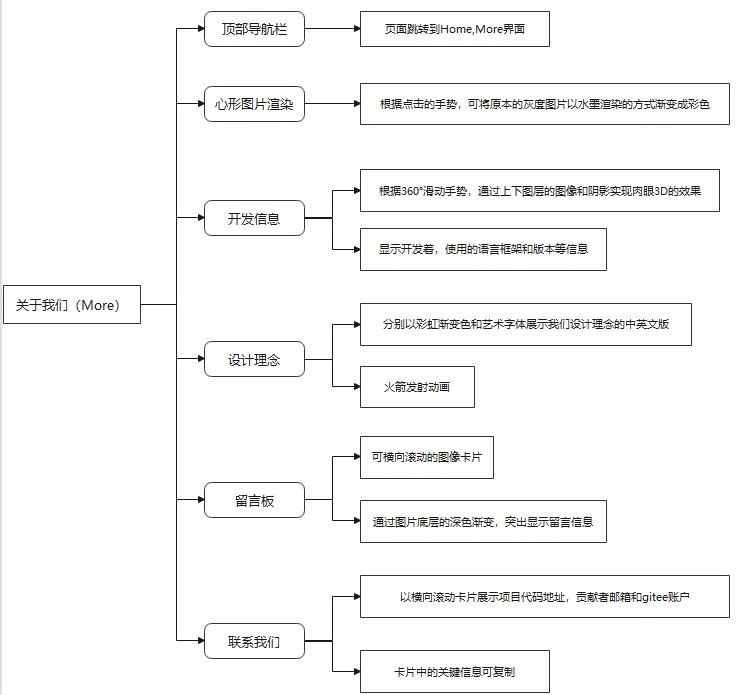 顶部导航栏
页面跳转到Home,More界面
心形图片渲染
根据点击的手势，可将原本的灰度图片以水墨渲染的方式渐变成彩色
开发信息
根据360°滑动手势，通过上下图层的图像和阴影实现肉眼3D的效果
显示开发着，使用的语言框架和版本等信息
关于我们（More）
设计理念
分别以彩虹渐变色和艺术字体展示我们设计理念的中英文版
火箭发射动画
留言板
可横向滚动的图像卡片
通过图片底层的深色渐变，突出显示留言信息
联系我们
以横向滚动卡片展示项目代码地址，贡献者邮箱和gitee账户
卡片中的关键信息可复制